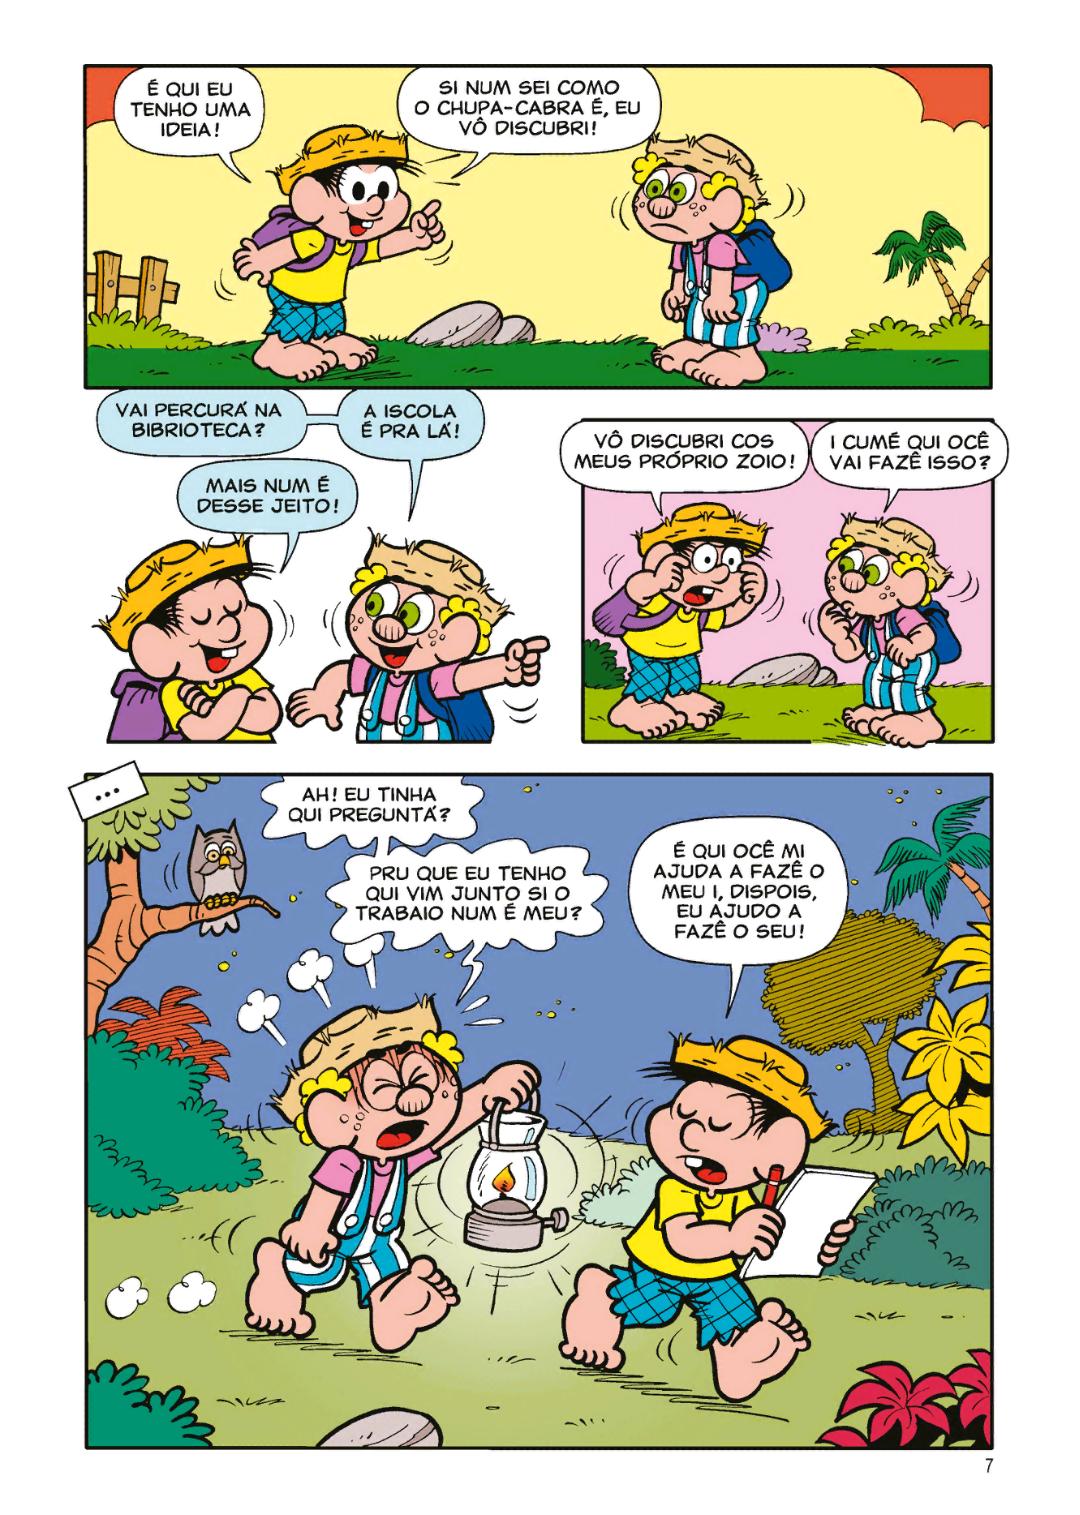 É QUI EU
TENHO UMA
IDEIA!
SI NUM SEI COMO
O CHUPA-CABRA É, EU
VÔ DISCUBRI!
VAI PERCURÁ NA
BIBRIOTECA?
A ISCOLA
É PRA LÁ!
MAIS NUM É
DESSE JEITO!
VÔ DISCUBRI COS
MEUS PRÓPRIO ZOIO!
I CUMÉ QUI OCÊ
VAI FAZÊ ISSO?
...
AH! EU TINHA
QUI PREGUNTÁ?
PRU QUE EU TENHO
QUI VIM JUNTO SI O
TRABAIO NUM É MEU?
É QUI OCÊ MI
AJUDA A FAZÊ O
MEU I, DISPOIS,
EU AJUDO A
FAZÊ O SEU!
7